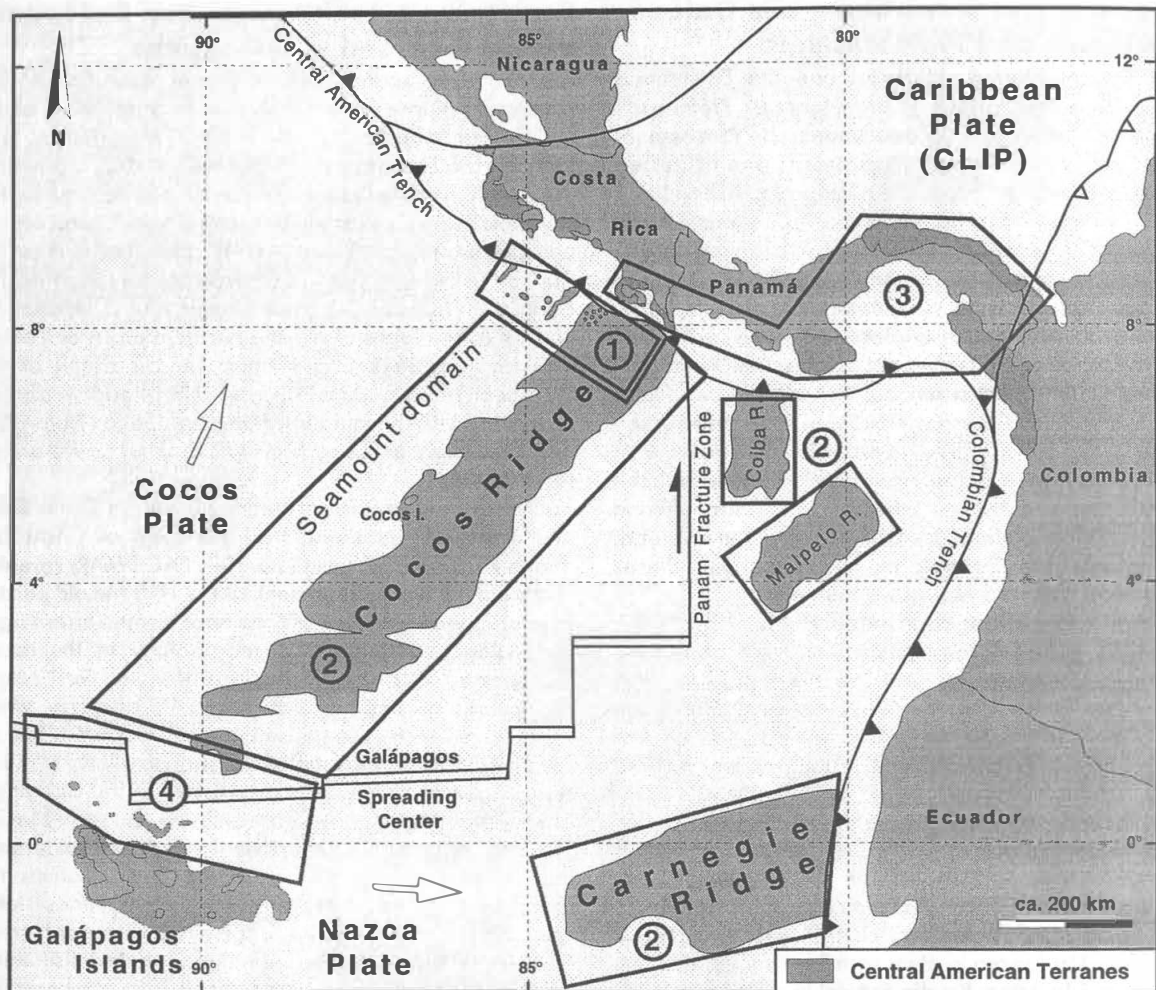 90°
85°
80°
12°
N
Central American Trench
Nicaragua
Caribbean
Plate
(CLIP)
Costa
Rica
Panamá
3
8°
8°
1
Seamount domain
Cocos
Plate
Cocos Ridge
Cocos I.
Panam Fracture Zone
Coiba R.
2
Malpelo R.
Colombian Trench
Colombia
4°
4°
2
Galápagos
Spreading
Center
4
0°
0°
Ecuador
Carnegie
Ridge
2
ca. 200 km
Galápagos
Islands
90°
Nazca
Plate
85°
Central American Terranes